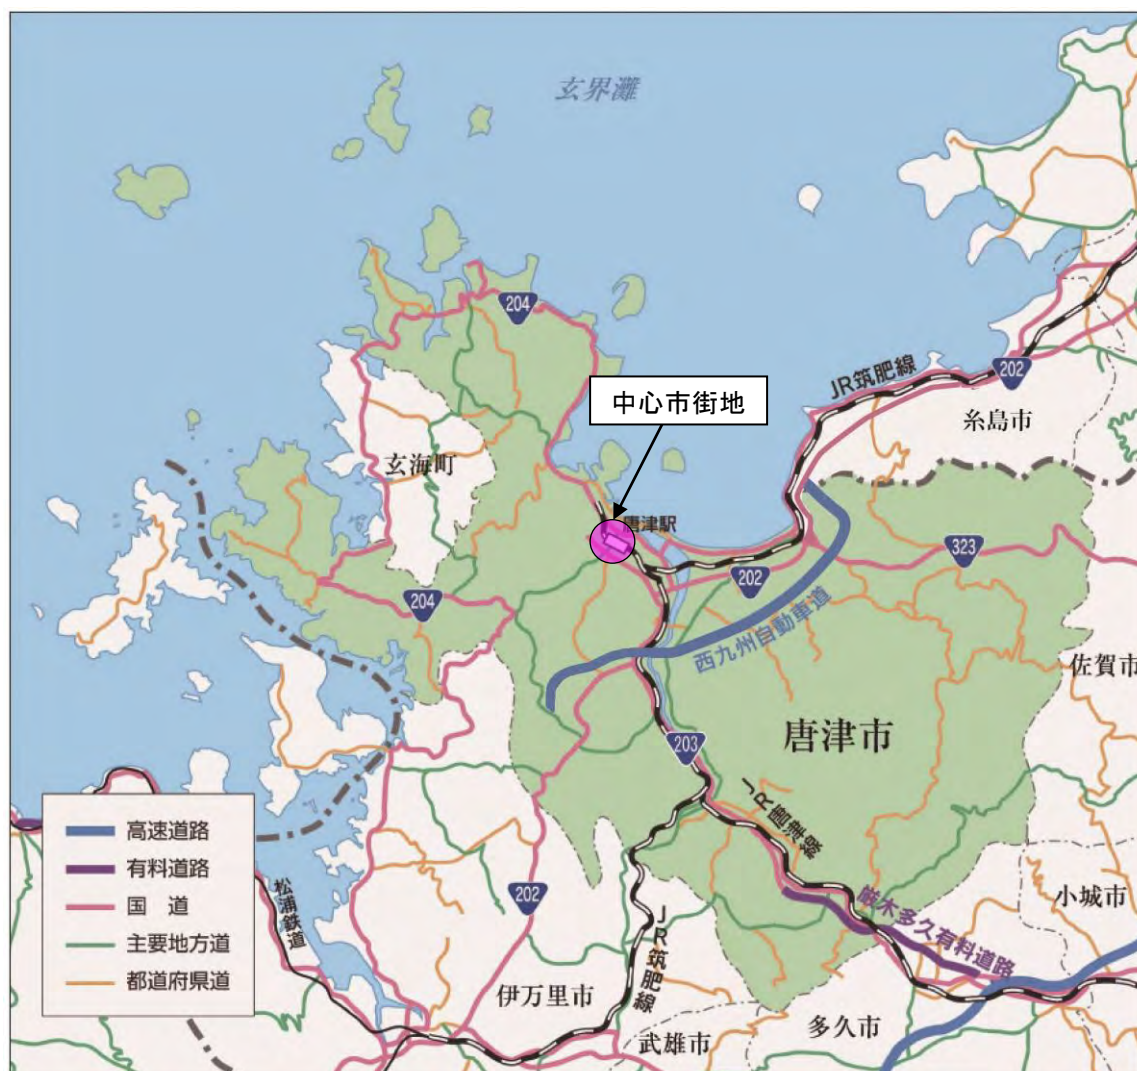 玄界灘
204
中心市街地
JR筑肥線
202
糸島市
玄海町
唐津駅
323
202
204
西九州自動車道
佐賀市
唐津市
203
JR唐津線
高速道路
有料道路
国 道
主要地方道
都道府県道
松浦鉄道
202
JR筑肥線
厳木多久有料道路
小城市
伊万里市
武雄市
多久市